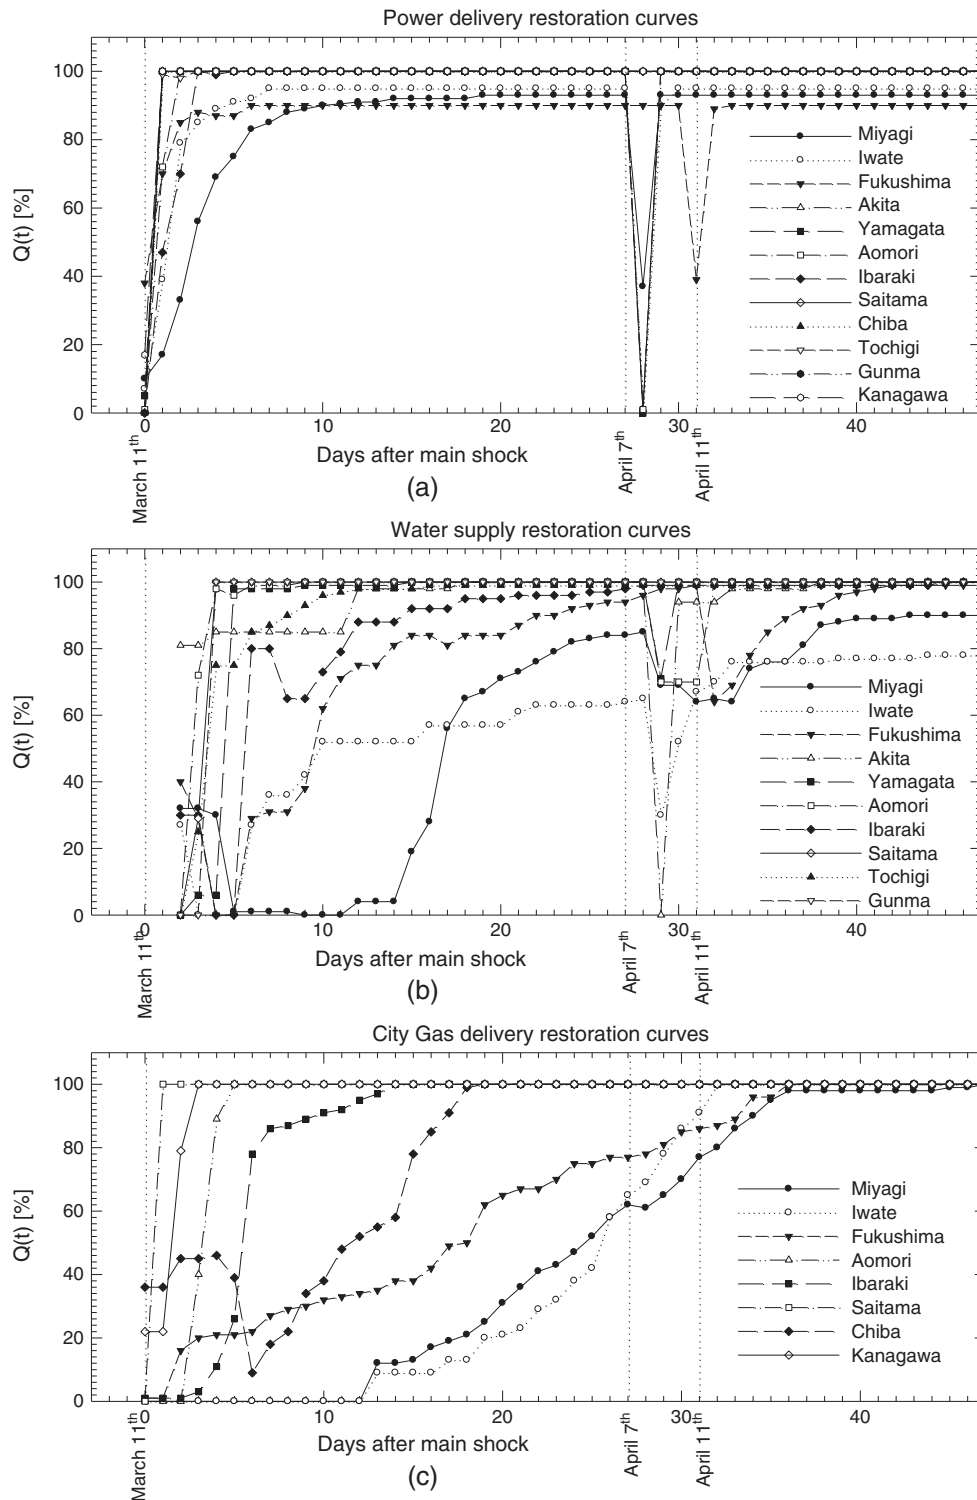 Power delivery restoration curves
Q(t) [%]
100
80
60
40
20
0
Miyagi
Iwate
Fukushima
Akita
Yamagata
Aomori
Ibaraki
Saitama
Chiba
Tochigi
Gunma
Kanagawa
0 10 20 30 40
March 11th
Days after main shock
April 7th
April 11th
(a)
Water supply restoration curves
Q(t) [%]
100
80
60
40
20
0
Miyagi
Iwate
Fukushima
Akita
Yamagata
Aomori
Ibaraki
Saitama
Tochigi
Gunma
0 10 20 30 40
March 11th
Days after main shock
April 7th
April 11th
(b)
City Gas delivery restoration curves
Q(t) [%]
100
80
60
40
20
0
Miyagi
Iwate
Fukushima
Aomori
Ibaraki
Saitama
Chiba
Kanagawa
0 10 20 30 40
March 11th
Days after main shock
April 7th
April 11th
(c)